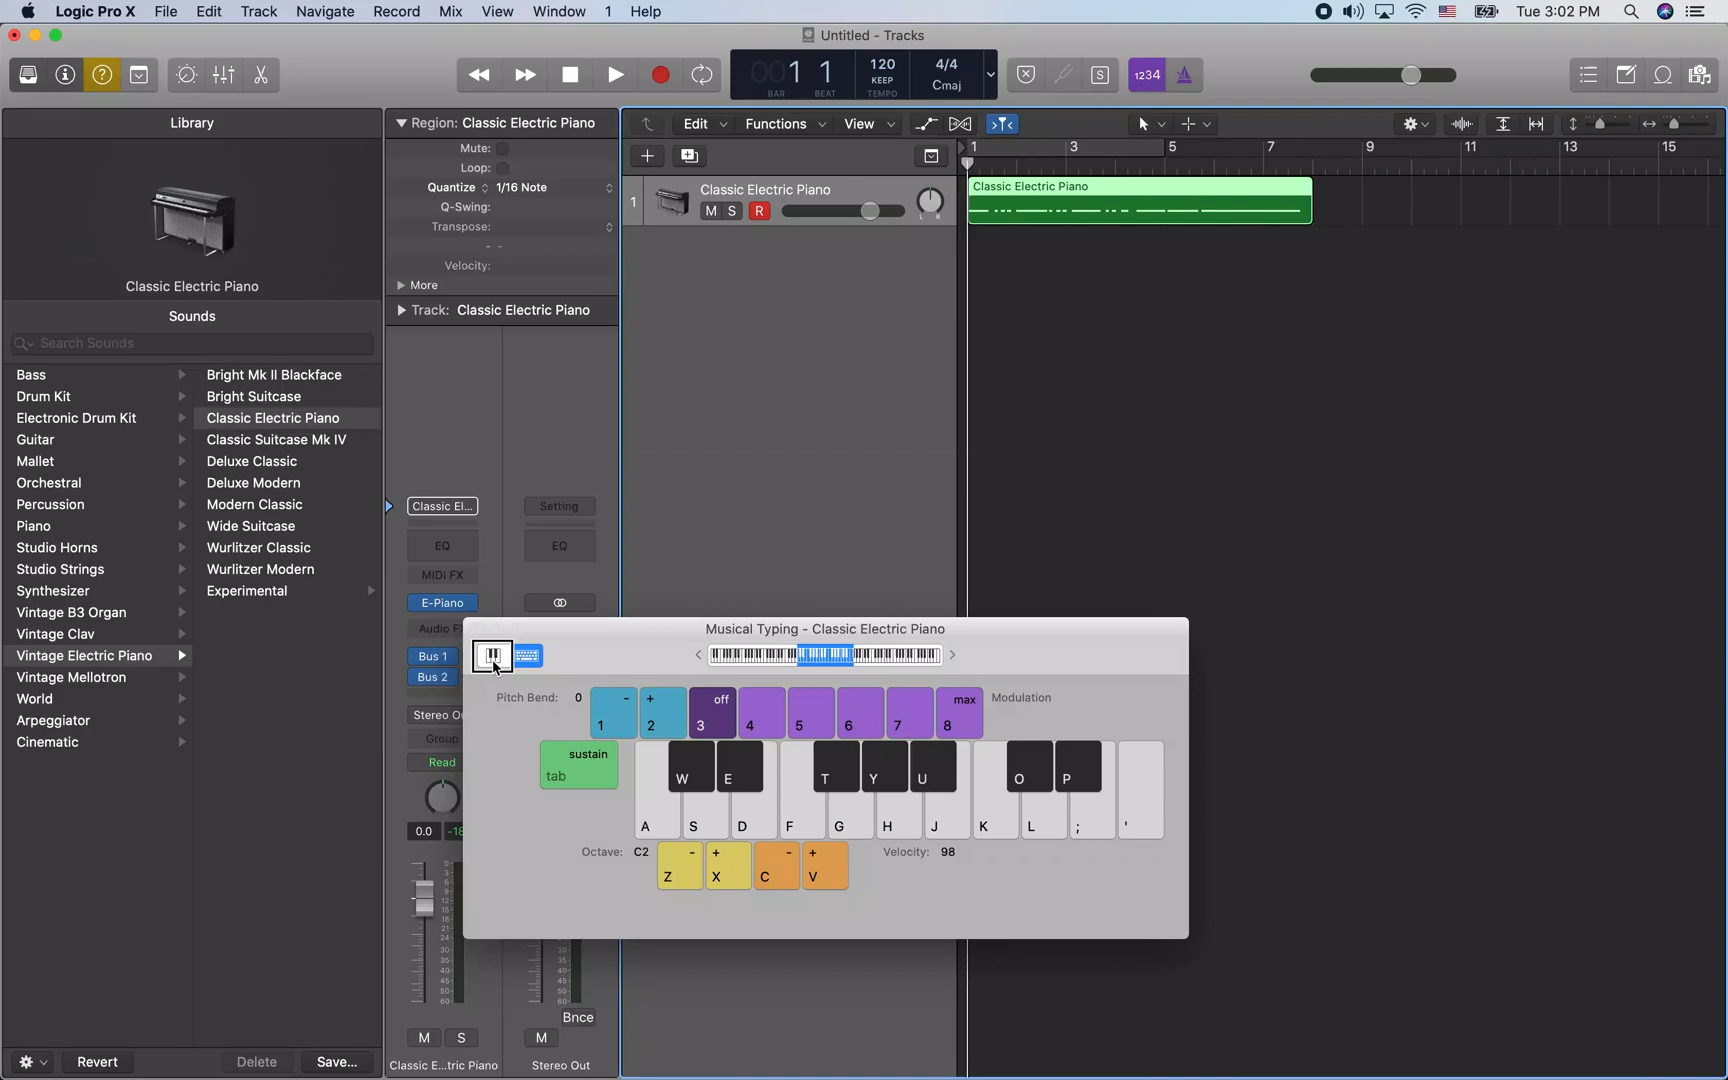 Logic Pro X File Edit Track Navigate Record Mix View Window 1 Help
Tue 3:02 PM
Untitled - Tracks
1 1
BAR BEAT
120
KEEP
TEMPO
4/4
Cmaj
S
1234
Library
Classic Electric Piano
Sounds
Search Sounds
Bass
Drum Kit
Electronic Drum Kit
Guitar
Mallet
Orchestral
Percussion
Piano
Studio Horns
Studio Strings
Synthesizer
Vintage B3 Organ
Vintage Clav
Vintage Electric Piano
Vintage Mellotron
World
Arpeggiator
Cinematic
Bright Mk II Blackface
Bright Suitcase
Classic Electric Piano
Classic Suitcase Mk IV
Deluxe Classic
Deluxe Modern
Modern Classic
Wide Suitcase
Wurlitzer Classic
Wurlitzer Modern
Experimental
Revert
Delete
Save...
Region: Classic Electric Piano
Mute:
Loop:
Quantize 1/16 Note
Q-Swing:
Transpose:
- -
Velocity:
More
Track: Classic Electric Piano
Classic El...
Setting
EQ
EQ
MIDI FX
E-Piano
Audio F
Bus 1
Bus 2
Stereo Ou
Group
Read
0.0 -18
Bnce
M S
M
Classic E...tric Piano
Stereo Out
Edit Functions View
1 3 5 7 9 11 13 15
1
Classic Electric Piano
M S R
L R
Classic Electric Piano
Musical Typing - Classic Electric Piano
Pitch Bend: 0
- +
1 2
off
3 4 5 6 7 8
max
Modulation
sustain
tab
W E T Y U O P
A S D F G H J K L ; '
Octave: C2
- + - +
Z X C V
Velocity: 98